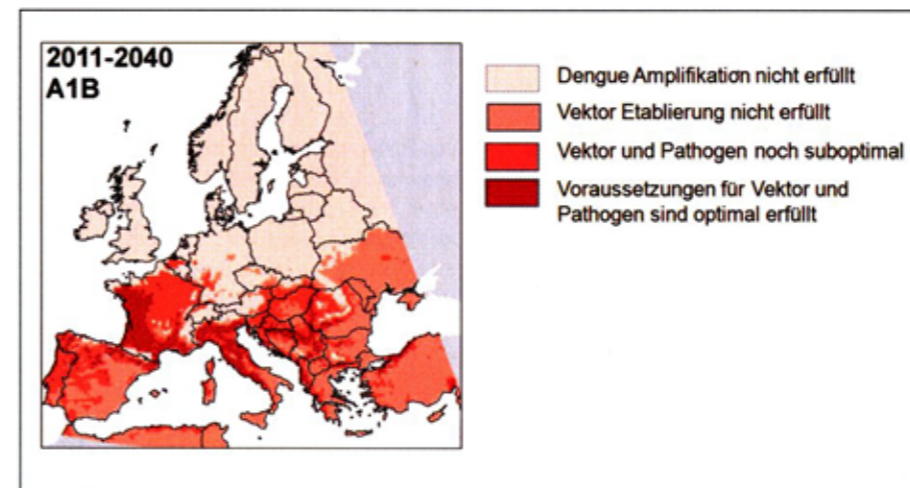 2011-2040
A1B
Dengue Amplifikation nicht erfüllt
Vektor Etablierung nicht erfüllt
Vektor und Pathogen noch suboptimal
Voraussetzungen für Vektor und
Pathogen sind optimal erfüllt